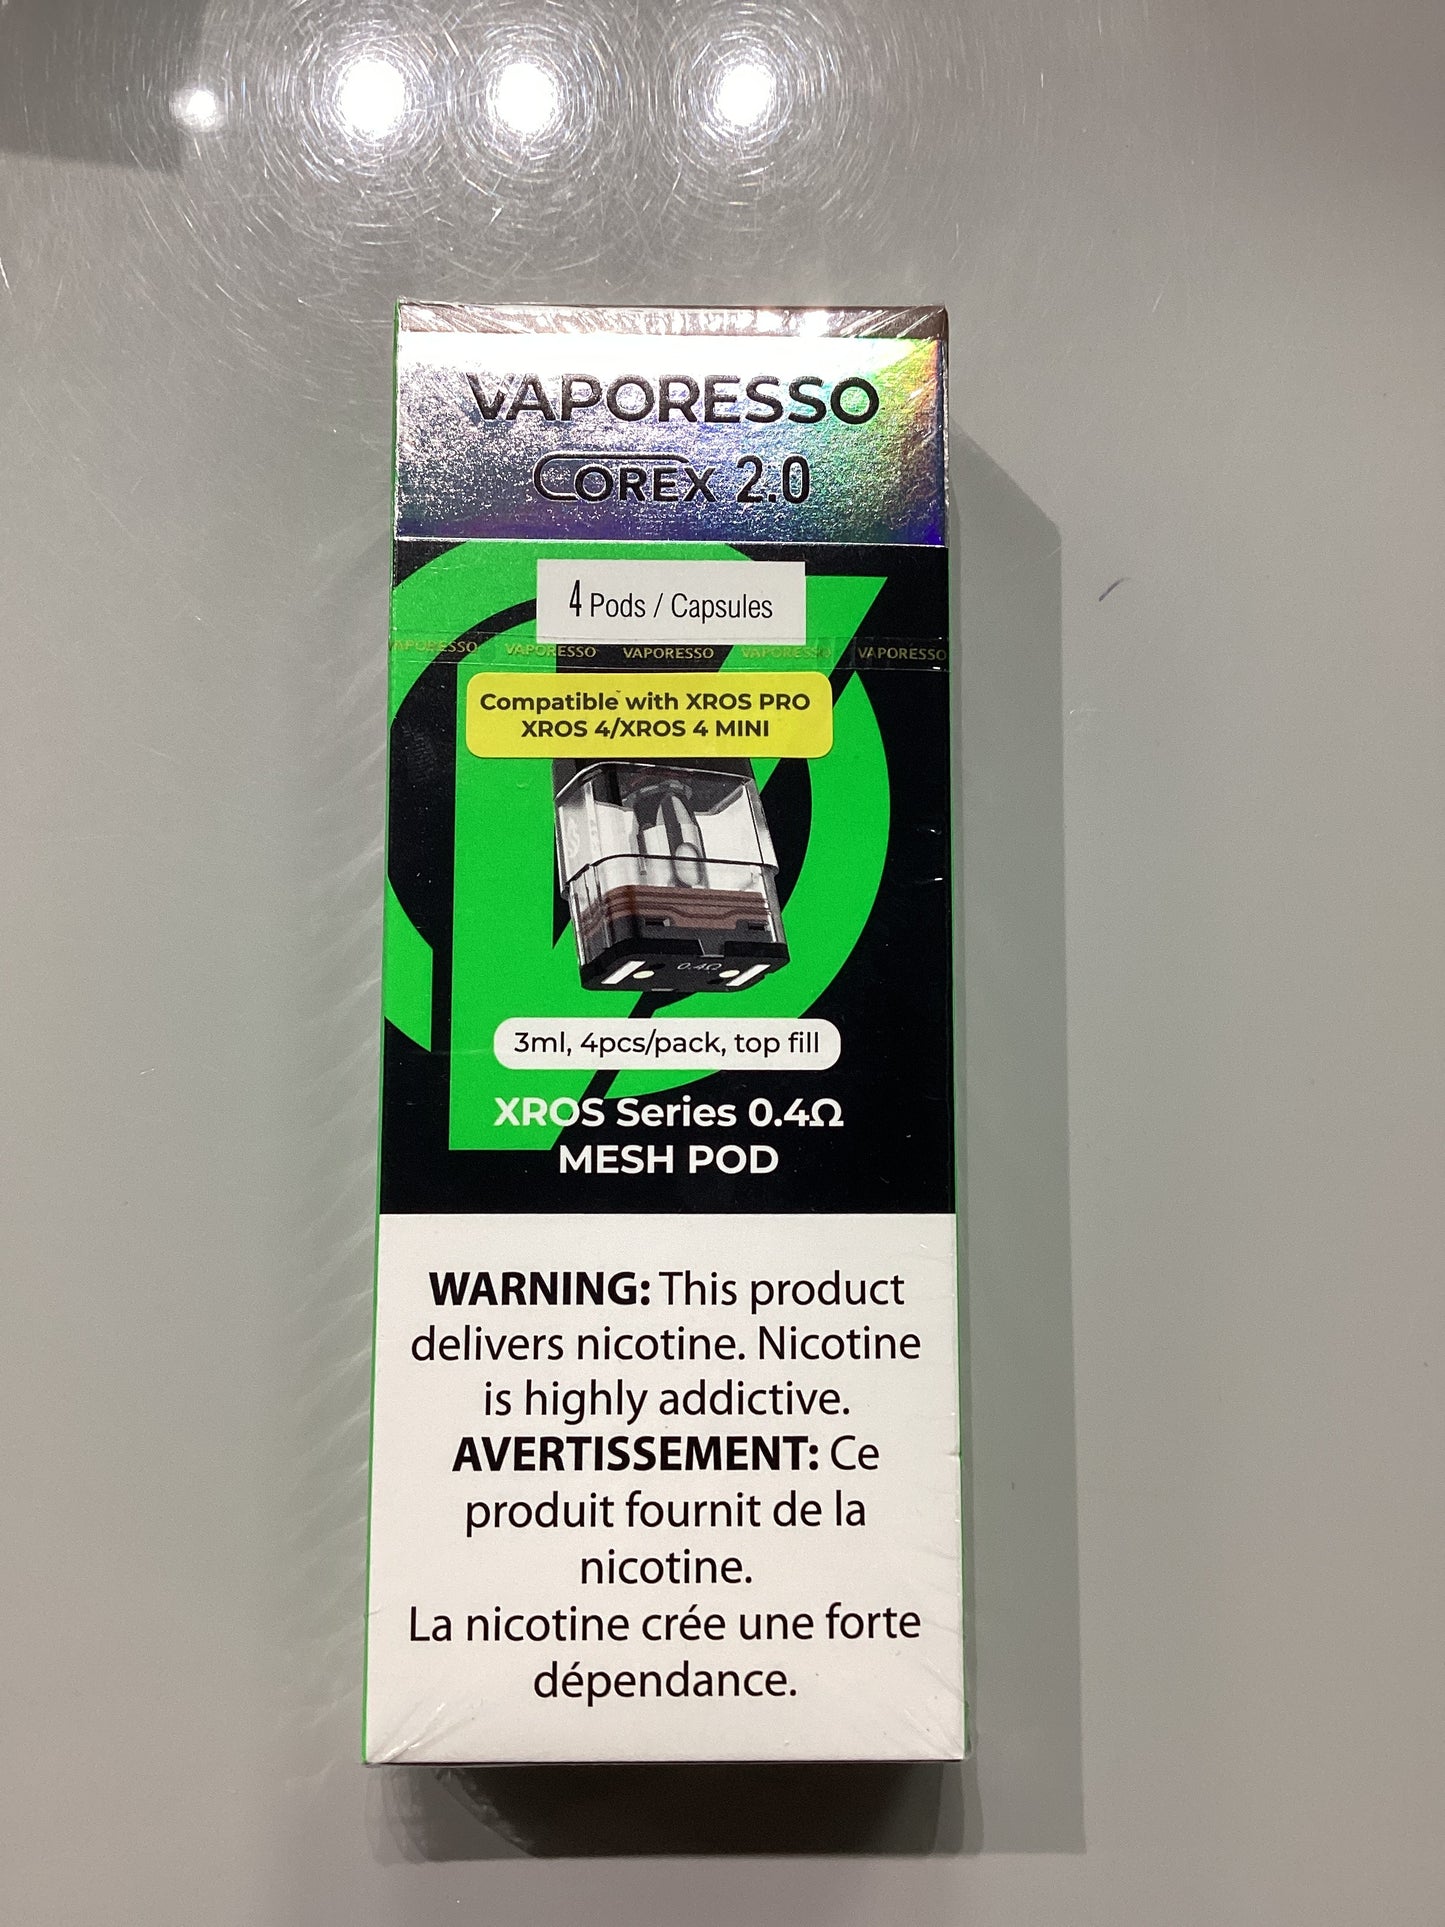 VAPORESSO
COREX 2.0
4 Pods / Capsules
VAPORESSO VAPORESSO VAPORESSO VAPORESSO VAPORESSO
Compatible with XROS PRO
XROS 4/XROS 4 MINI
0.4Ω
3ml, 4pcs/pack, top fill
XROS Series 0.4Ω
MESH POD
WARNING: This product
delivers nicotine. Nicotine
is highly addictive.
AVERTISSEMENT: Ce
produit fournit de la
nicotine.
La nicotine crée une forte
dépendance.